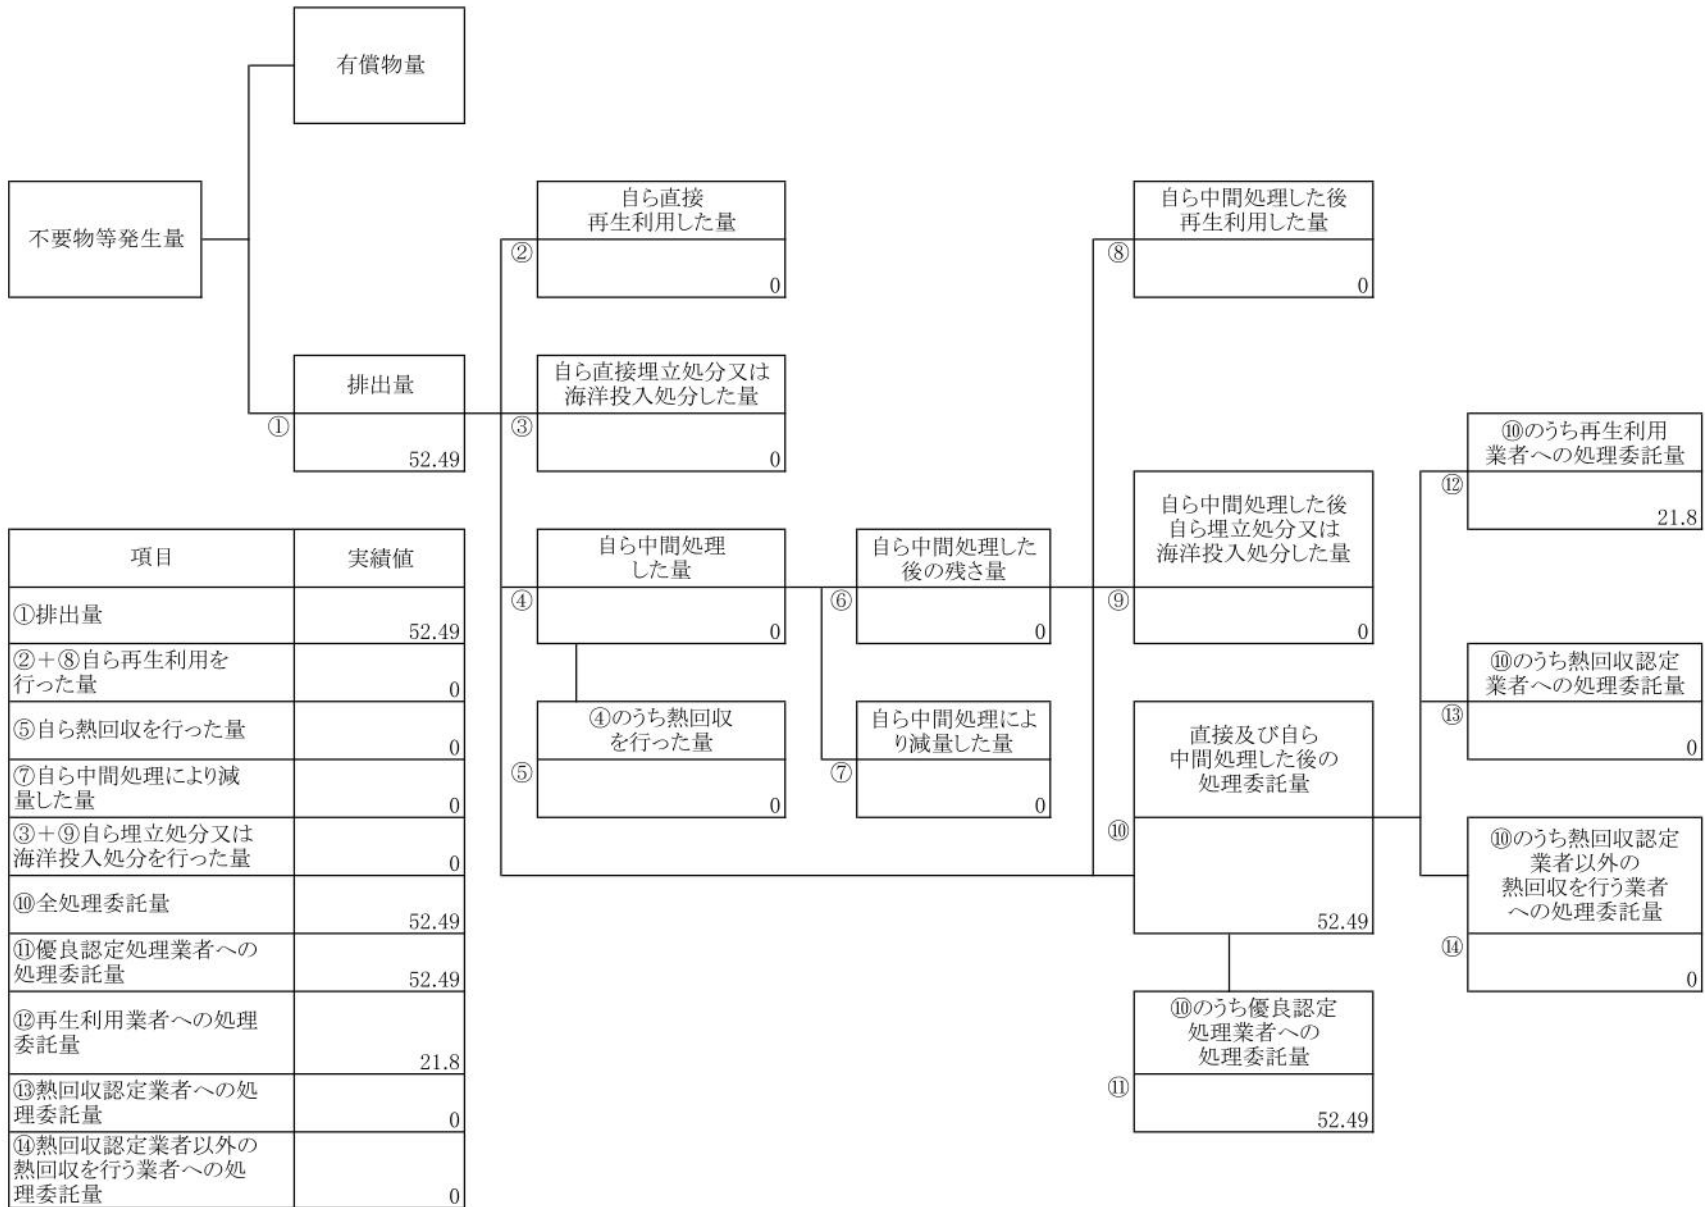 有償物量
不要物等発生量
自ら直接
再生利用した量
②
0
自ら中間処理した後
再生利用した量
⑧
0
排出量
①
52.49
自ら直接埋立処分又は
海洋投入処分した量
③
0
⑩のうち再生利用
業者への処理委託量
⑫
21.8
自ら中間処理
した量
④
0
自ら中間処理した
後の残さ量
⑥
0
自ら中間処理した後
自ら埋立処分又は
海洋投入処分した量
⑨
0
⑩のうち熱回収認定
業者への処理委託量
⑬
0
④のうち熱回収
を行った量
⑤
0
自ら中間処理によ
り減量した量
⑦
0
直接及び自ら
中間処理した後の
処理委託量
⑩
52.49
⑩のうち熱回収認定
業者以外の
熱回収を行う業者
への処理委託量
⑭
0
⑩のうち優良認定
処理業者への
処理委託量
⑪
52.49
項目
実績値
①排出量
52.49
②+⑧自ら再生利用を
行った量
0
⑤自ら熱回収を行った量
0
⑦自ら中間処理により減
量した量
0
③+⑨自ら埋立処分又は
海洋投入処分を行った量
0
⑩全処理委託量
52.49
⑪優良認定処理業者への
処理委託量
52.49
⑫再生利用業者への処理
委託量
21.8
⑬熱回収認定業者への処
理委託量
0
⑭熱回収認定業者以外の
熱回収を行う業者への処
理委託量
0